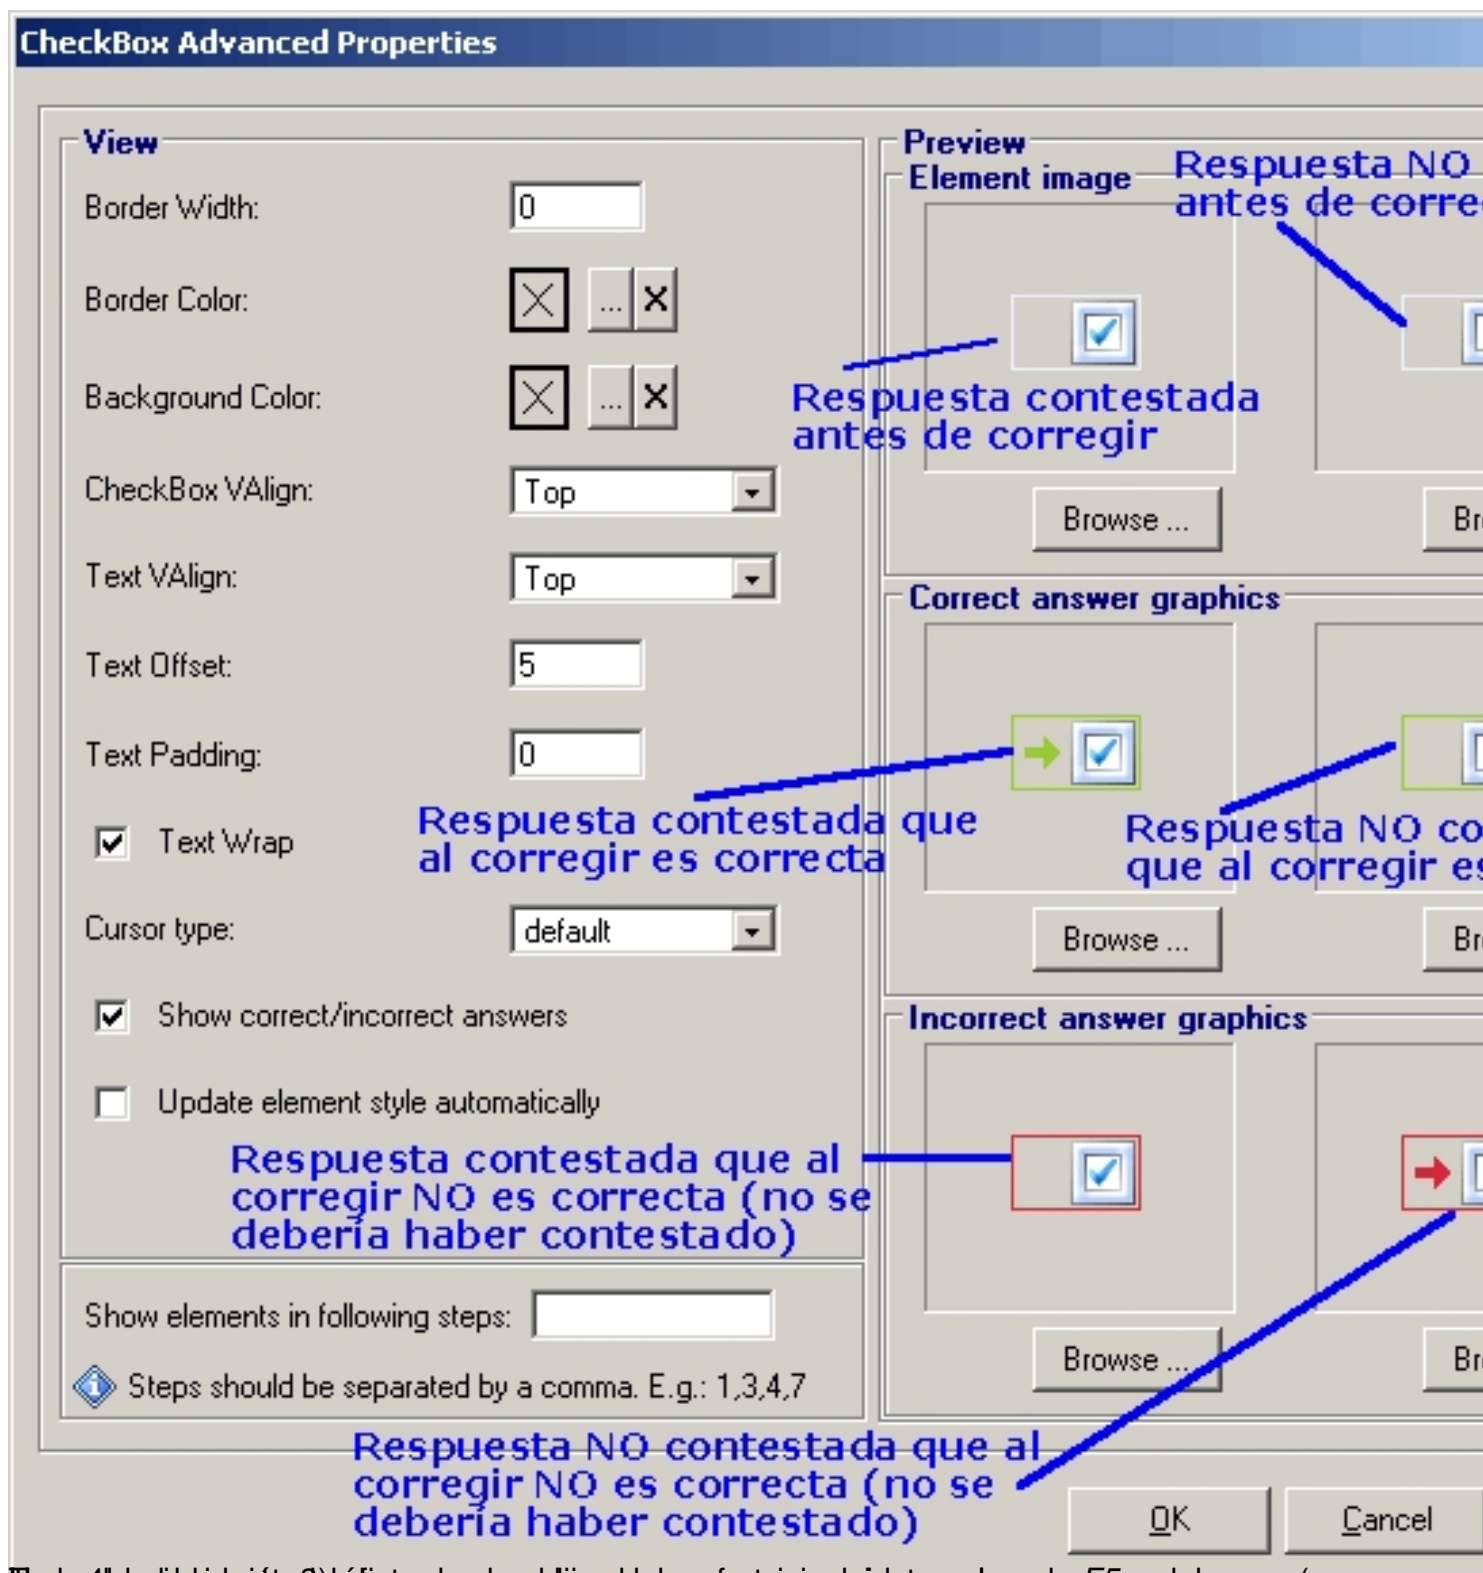 CheckBox Advanced Properties
View
Border Width:
0
Border Color:
...
Background Color:
...
CheckBox VAlign:
Top
Text VAlign:
Top
Text Offset:
5
Text Padding:
0
Text Wrap
Cursor type:
default
Show correct/incorrect answers
Update element style automatically
Show elements in following steps:
Steps should be separated by a comma. E.g.: 1,3,4,7
Preview
Element image
Respuesta NO
antes de
Respuesta contestada
antes de corregir
Browse ...
Correct answer graphics
Respuesta contestada que
al corregir es correcta
Respuesta NO
que al corregir
Browse ...
Incorrect answer graphics
Respuesta contestada que al
corregir NO es correcta (no se
debería haber contestado)
Browse ...
Respuesta NO contestada que al
corregir NO es correcta (no se
debería haber contestado)
OK
Cancel